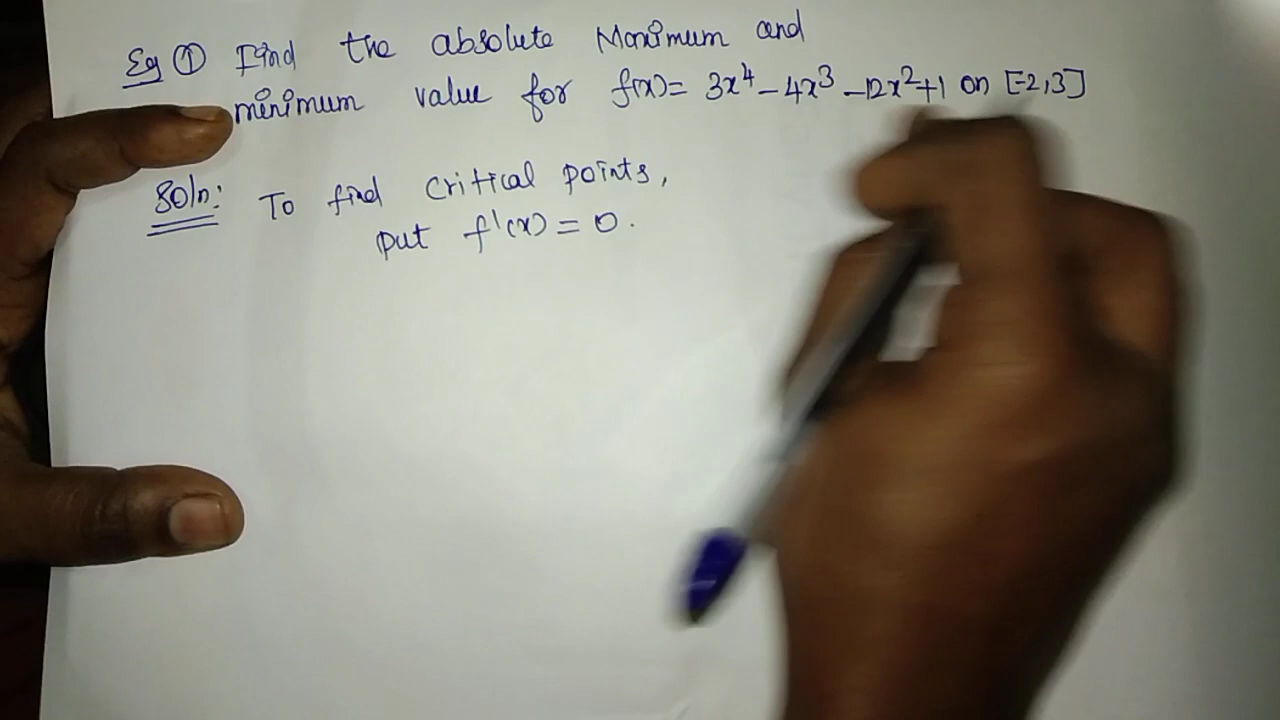 Eg ① Find the absolute Maximum and
minimum value for f(x)= 3x⁴-4x³-12x²+1 on [-2,3]
Soln: To find critical points,
put f'(x) = 0.